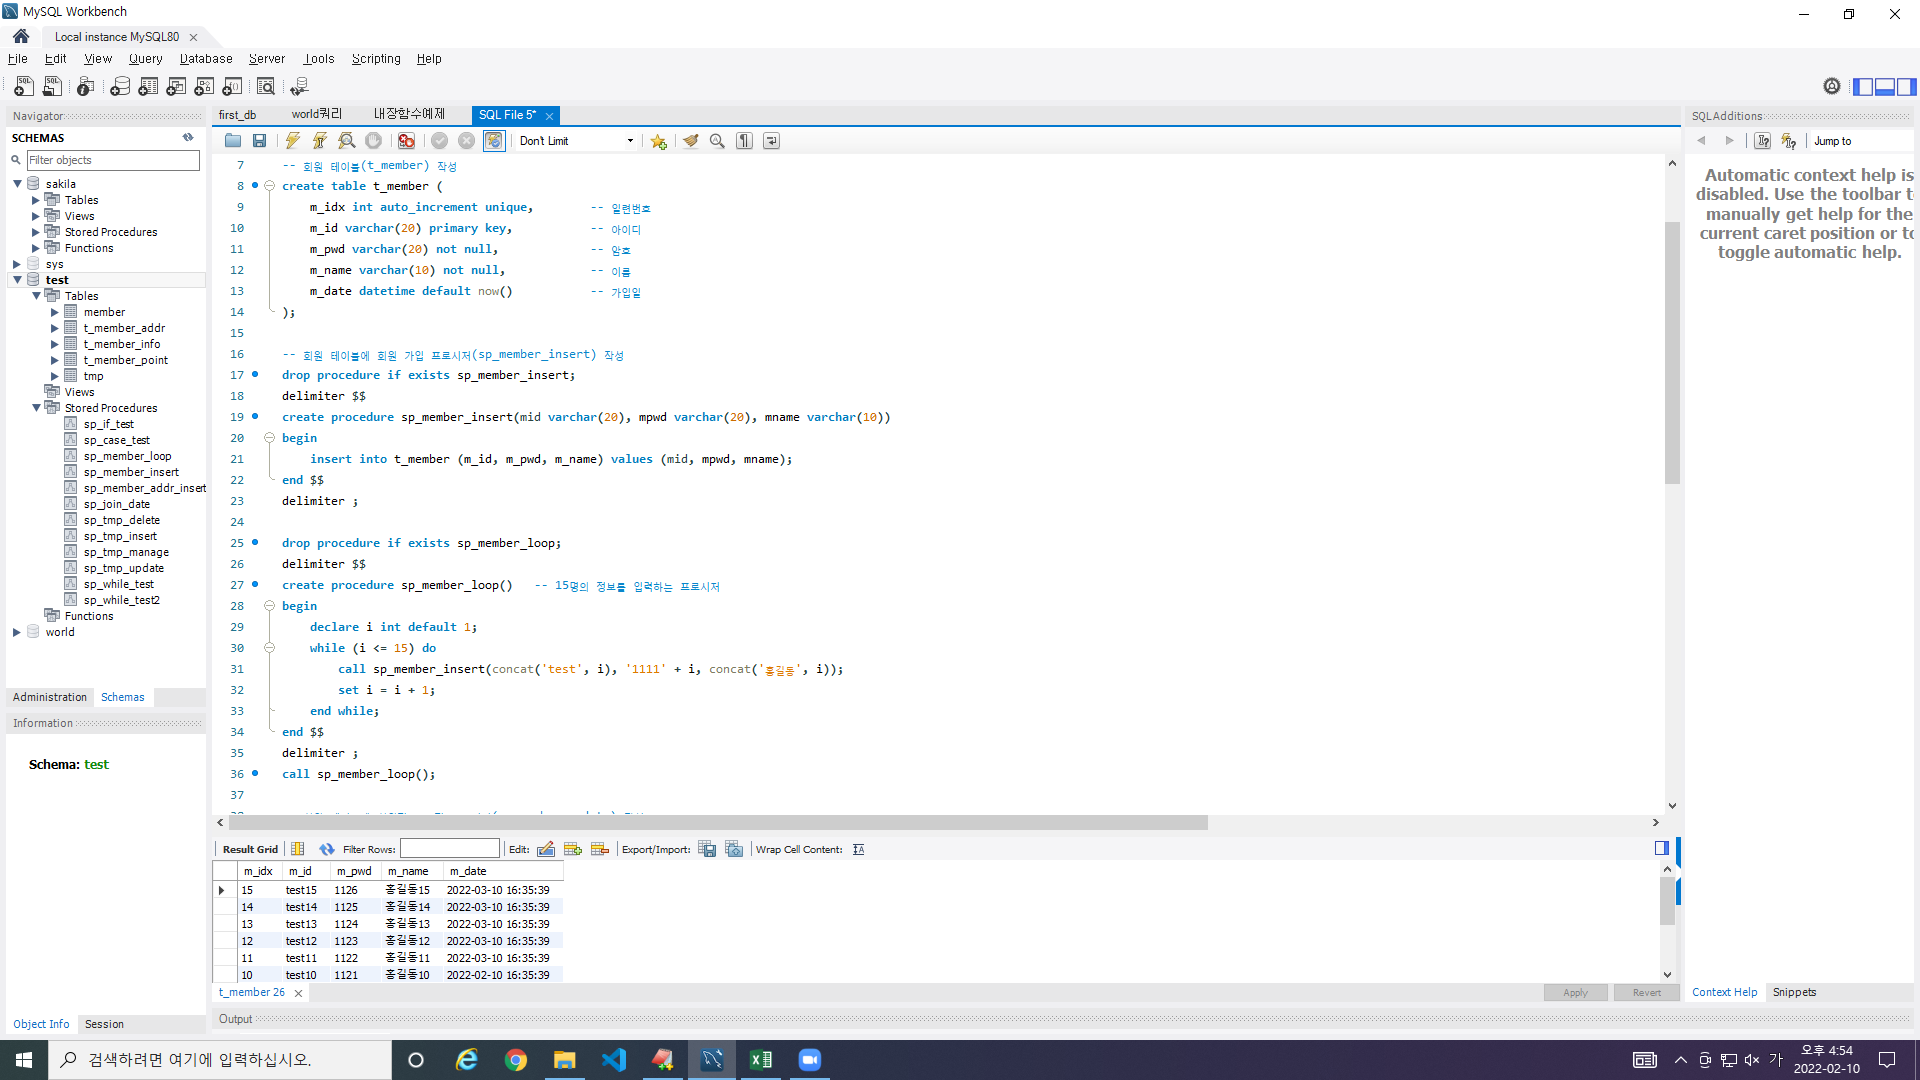 MySQL Workbench
Local instance MySQL80
File Edit View Query Database Server Tools Scripting Help
Navigator
SCHEMAS
Filter objects
sakila
Tables
Views
Stored Procedures
Functions
sys
test
Tables
member
t_member_addr
t_member_info
t_member_point
tmp
Views
Stored Procedures
sp_if_test
sp_case_test
sp_member_loop
sp_member_insert
sp_member_addr_insert
sp_join_date
sp_tmp_delete
sp_tmp_insert
sp_tmp_manage
sp_tmp_update
sp_while_test
sp_while_test2
Functions
world
Administration Schemas
Information
Schema: test
Object Info Session
first_db world쿼리 내장함수예제 SQL File 5*
Don't Limit
7 -- 회원 테이블(t_member) 작성
8 create table t_member (
9 m_idx int auto_increment unique, -- 일련번호
10 m_id varchar(20) primary key, -- 아이디
11 m_pwd varchar(20) not null, -- 암호
12 m_name varchar(10) not null, -- 이름
13 m_date datetime default now() -- 가입일
14 );
15
16 -- 회원 테이블에 회원 가입 프로시저(sp_member_insert) 작성
17 drop procedure if exists sp_member_insert;
18 delimiter $$
19 create procedure sp_member_insert(mid varchar(20), mpwd varchar(20), mname varchar(10))
20 begin
21 insert into t_member (m_id, m_pwd, m_name) values (mid, mpwd, mname);
22 end $$
23 delimiter ;
24
25 drop procedure if exists sp_member_loop;
26 delimiter $$
27 create procedure sp_member_loop() -- 15명의 정보를 입력하는 프로시저
28 begin
29 declare i int default 1;
30 while (i <= 15) do
31 call sp_member_insert(concat('test', i), '1111' + i, concat('홍길동', i));
32 set i = i + 1;
33 end while;
34 end $$
35 delimiter ;
36 call sp_member_loop();
37
Result Grid Filter Rows: Edit: Export/Import: Wrap Cell Content:
m_idx m_id m_pwd m_name m_date
15 test15 1126 홍길동15 2022-03-10 16:35:39
14 test14 1125 홍길동14 2022-03-10 16:35:39
13 test13 1124 홍길동13 2022-03-10 16:35:39
12 test12 1123 홍길동12 2022-03-10 16:35:39
11 test11 1122 홍길동11 2022-03-10 16:35:39
10 test10 1121 홍길동10 2022-02-10 16:35:39
t_member 26
Apply Revert
Output
SQLAdditions
Jump to
Automatic context help is
disabled. Use the toolbar t
manually get help for the
current caret position or to
toggle automatic help.
Context Help Snippets
검색하려면 여기에 입력하십시오.
가
오후 4:54
2022-02-10